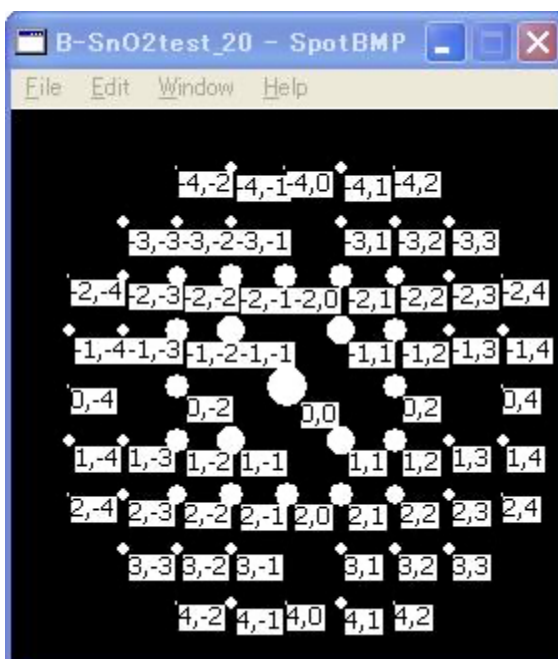 B-SnO2test_20 - SpotBMP
File Edit Window Help
-4,-2 -4,-1 -4,0 -4,1 -4,2
-3,-3 -3,-2 -3,-1 -3,1 -3,2 -3,3
-2,-4 -2,-3 -2,-2 -2,-1 -2,0 -2,1 -2,2 -2,3 -2,4
-1,-4 -1,-3 -1,-2 -1,-1 -1,1 -1,2 -1,3 -1,4
0,-4 0,-2 0,0 0,2 0,4
1,-4 1,-3 1,-2 1,-1 1,1 1,2 1,3 1,4
2,-4 2,-3 2,-2 2,-1 2,0 2,1 2,2 2,3 2,4
3,-3 3,-2 3,-1 3,1 3,2 3,3
4,-2 4,-1 4,0 4,1 4,2